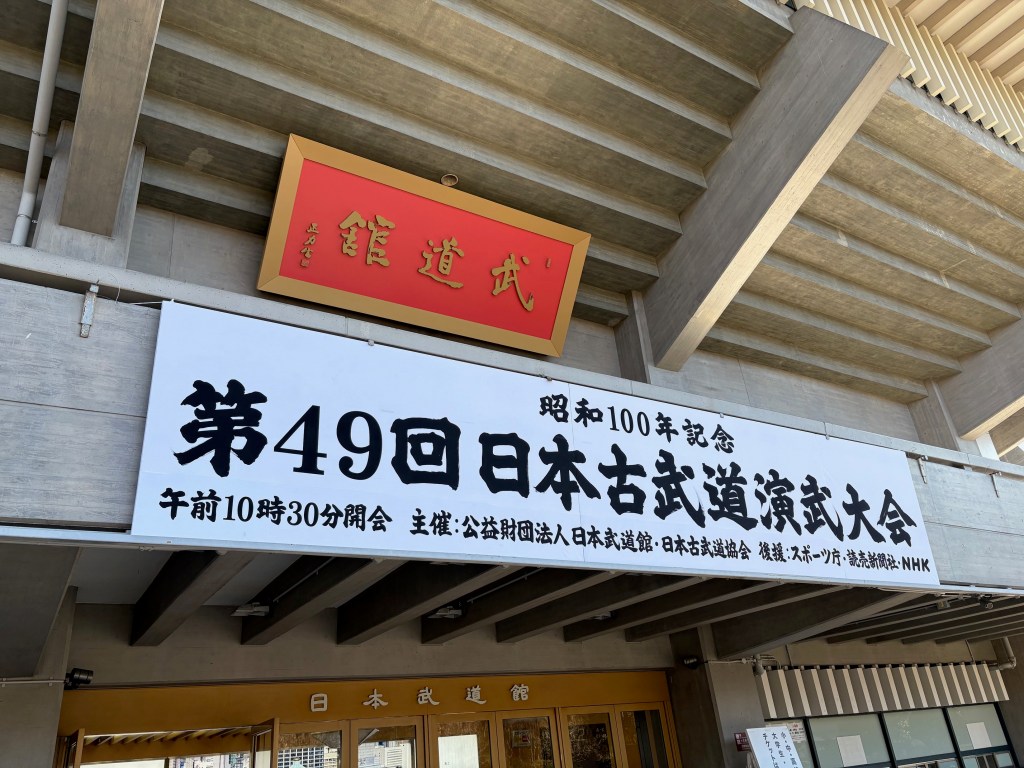 武道館
昭和100年記念
第49回日本古武道演武大会
午前10時30分開会 主催:公益財団法人日本武道館・日本古武道協会 後援:スポーツ庁・読売新聞社・NHK
日本武道館